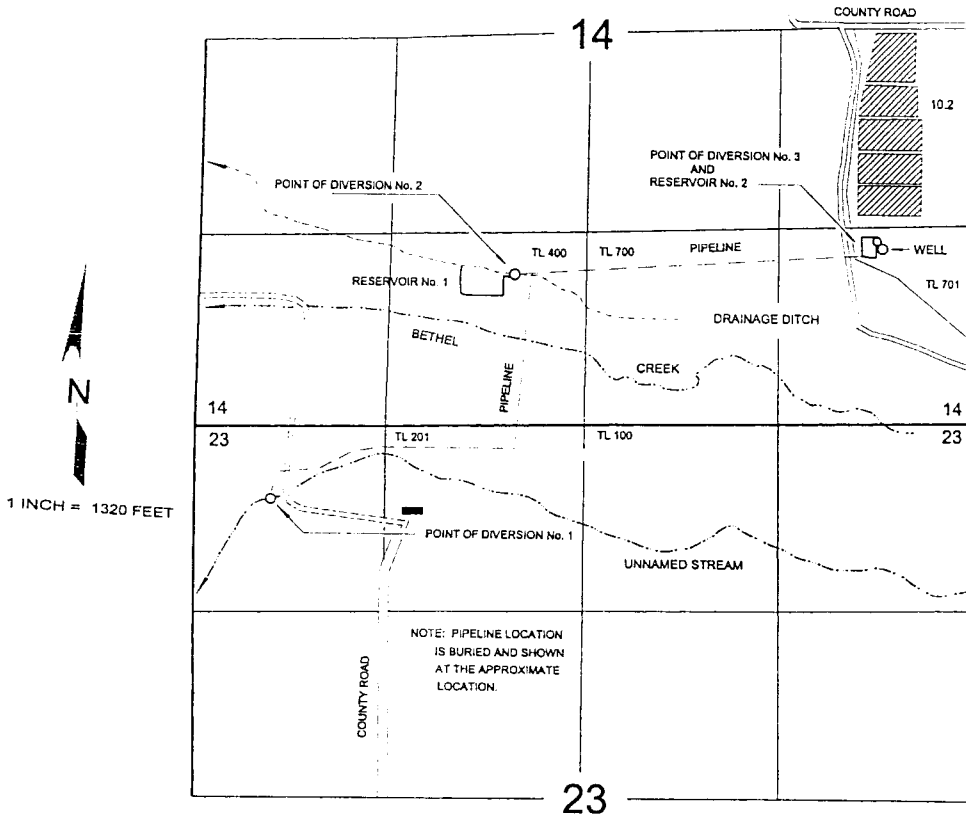 COUNTY ROAD
14
10.2
POINT OF DIVERSION No. 3
AND
RESERVOIR No. 2
POINT OF DIVERSION No. 2
TL 400
TL 700
PIPELINE
WELL
RESERVOIR No. 1
TL 701
DRAINAGE DITCH
BETHEL
CREEK
PIPELINE
N
14
14
23
TL 201
TL 100
23
1 INCH = 1320 FEET
POINT OF DIVERSION No. 1
UNNAMED STREAM
NOTE: PIPELINE LOCATION
IS BURIED AND SHOWN
AT THE APPROXIMATE
LOCATION.
COUNTY ROAD
23